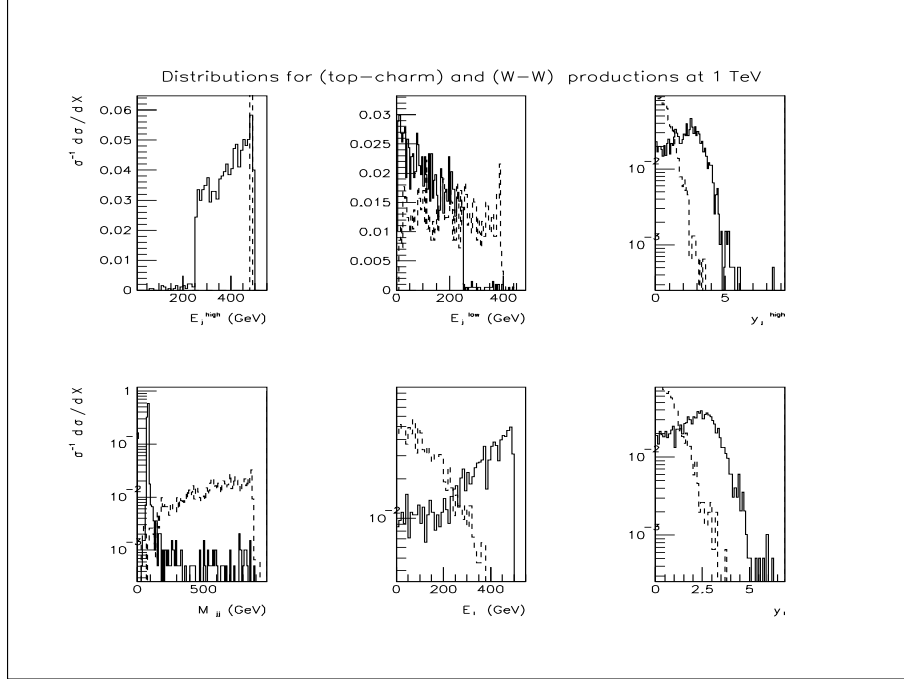 Distributions for (top-charm) and (W-W) productions at 1 TeV
σ⁻¹ dσ/dX
0.06
0.05
0.04
0.03
0.02
0.01
0
200 400
E_j^high (GeV)
0.03
0.025
0.02
0.015
0.01
0.005
0
0 200 400
E_j^low (GeV)
10⁻²
10⁻³
0 5
y_j^high
σ⁻¹ dσ/dX
1
10⁻
10⁻²
10⁻³
0 500
M_jj (GeV)
10⁻²
0 200 400
E_l (GeV)
10⁻²
10⁻³
0 2.5 5
y_l